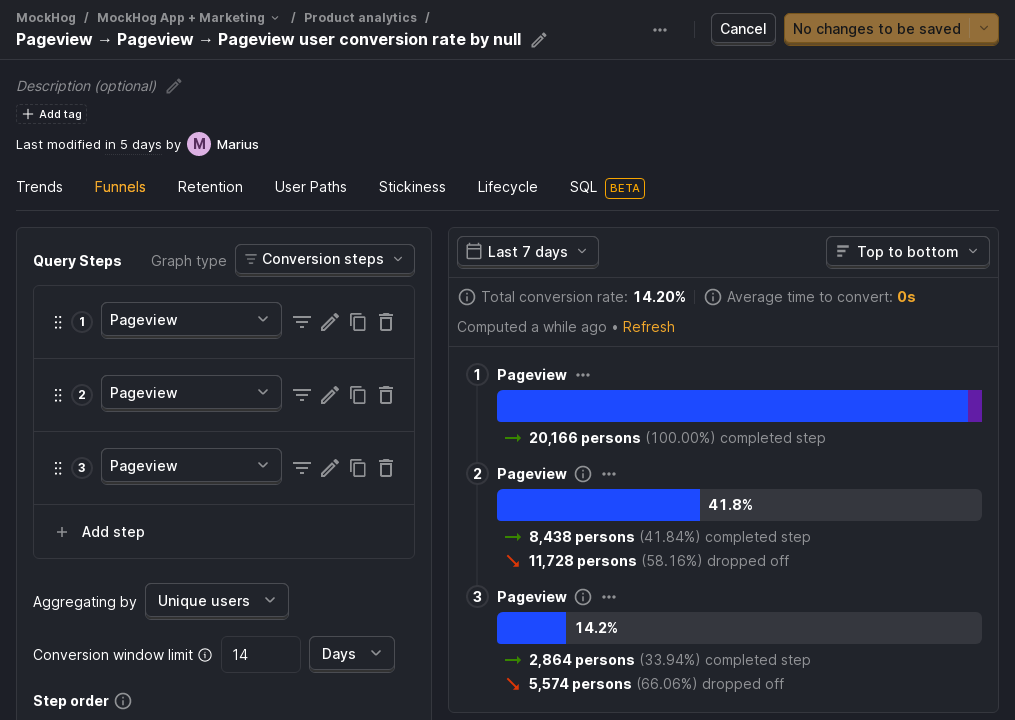 MockHog / MockHog App + Marketing / Product analytics /
Pageview → Pageview → Pageview user conversion rate by null
Cancel
No changes to be saved
Description (optional)
Add tag
Last modified in 5 days by M Marius
Trends Funnels Retention User Paths Stickiness Lifecycle SQL BETA
Query Steps Graph type Conversion steps
1 Pageview
2 Pageview
3 Pageview
Add step
Aggregating by Unique users
Conversion window limit 14 Days
Step order
Last 7 days Top to bottom
Total conversion rate: 14.20% Average time to convert: 0s
Computed a while ago • Refresh
1 Pageview
20,166 persons (100.00%) completed step
2 Pageview
41.8%
8,438 persons (41.84%) completed step
11,728 persons (58.16%) dropped off
3 Pageview
14.2%
2,864 persons (33.94%) completed step
5,574 persons (66.06%) dropped off